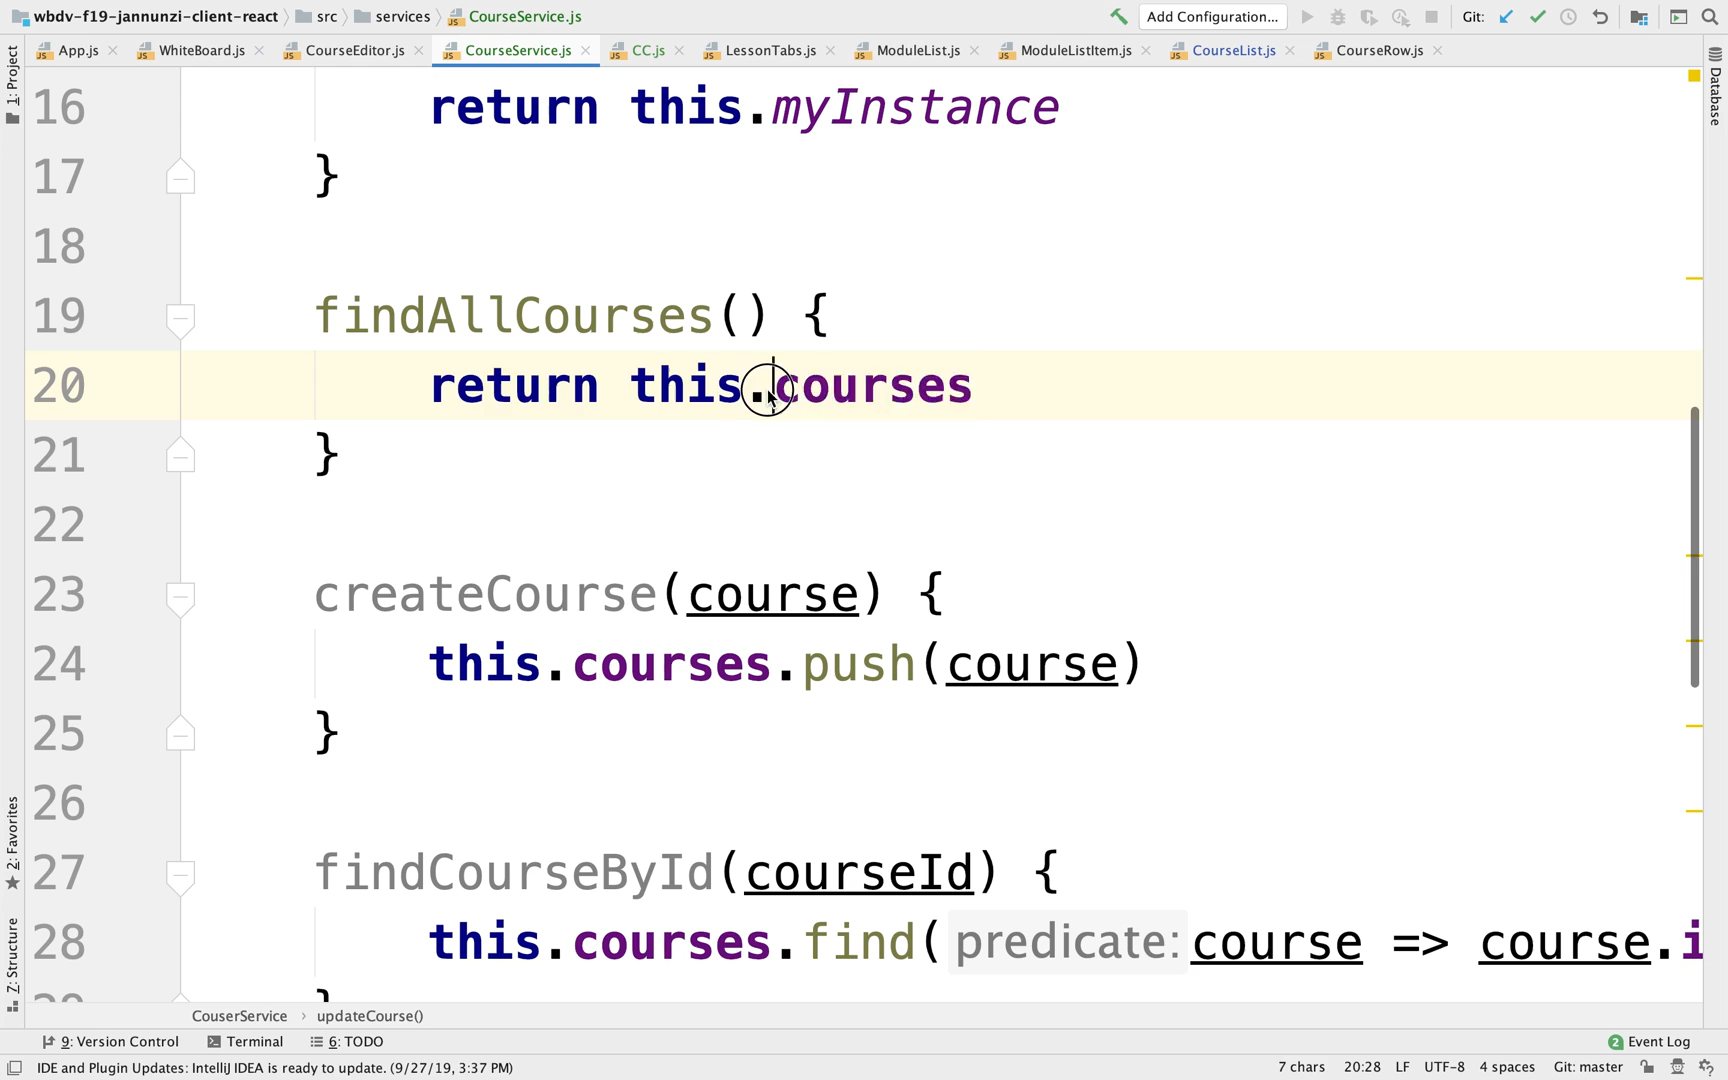 wbdv-f19-jannunzi-client-react src services CourseService.js Add Configuration... Git:
App.js WhiteBoard.js CourseEditor.js CourseService.js CC.js LessonTabs.js ModuleList.js ModuleListItem.js CourseList.js CourseRow.js
1: Project
Database
2: Favorites
7: Structure
16 return this.myInstance
17 }
18
19 findAllCourses() {
20 return this.courses
21 }
22
23 createCourse(course) {
24 this.courses.push(course)
25 }
26
27 findCourseById(courseId) {
28 this.courses.find( predicate: course => course.i
29 }
CouserService › updateCourse()
9: Version Control Terminal 6: TODO 2 Event Log
IDE and Plugin Updates: IntelliJ IDEA is ready to update. (9/27/19, 3:37 PM) 7 chars 20:28 LF UTF-8 4 spaces Git: master